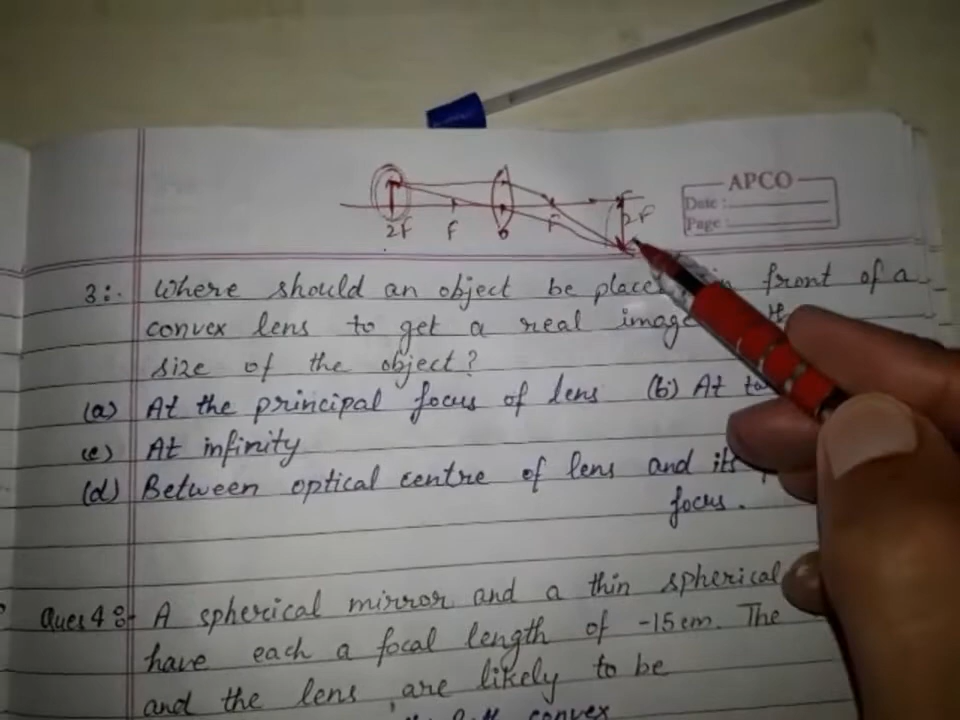 APCO
Date :
Page :
2F F O F 2F
3:. Where should an object be in front of a
convex lens to get a real image
size of the object?
(a) At the principal focus of lens (b) At
(c) At infinity
(d) Between optical centre of lens and its
focus.
Ques 4:- A spherical mirror and a thin spherical
have each a focal length of -15cm. The
and the lens are likely to be
convex